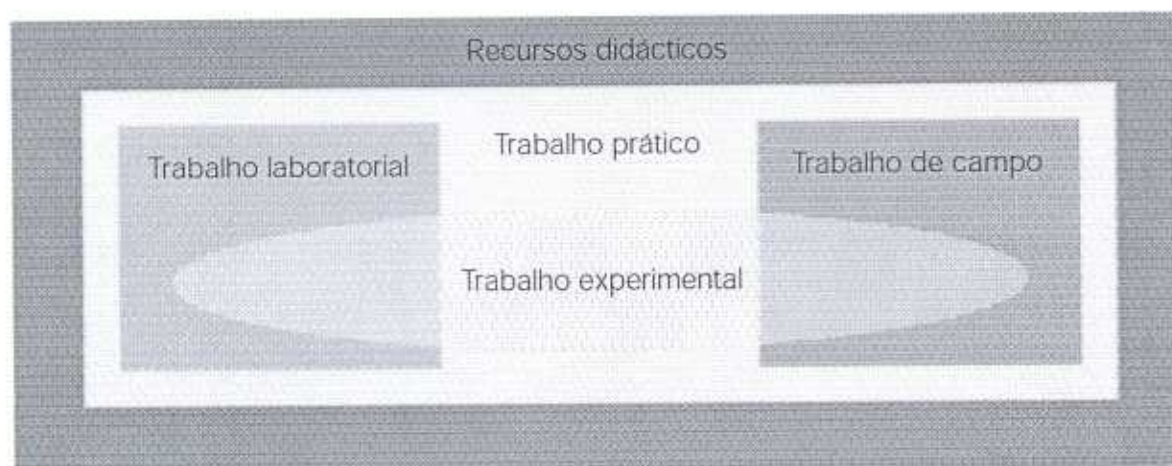 Recursos didácticos
Trabalho prático
Trabalho laboratorial
Trabalho de campo
Trabalho experimental